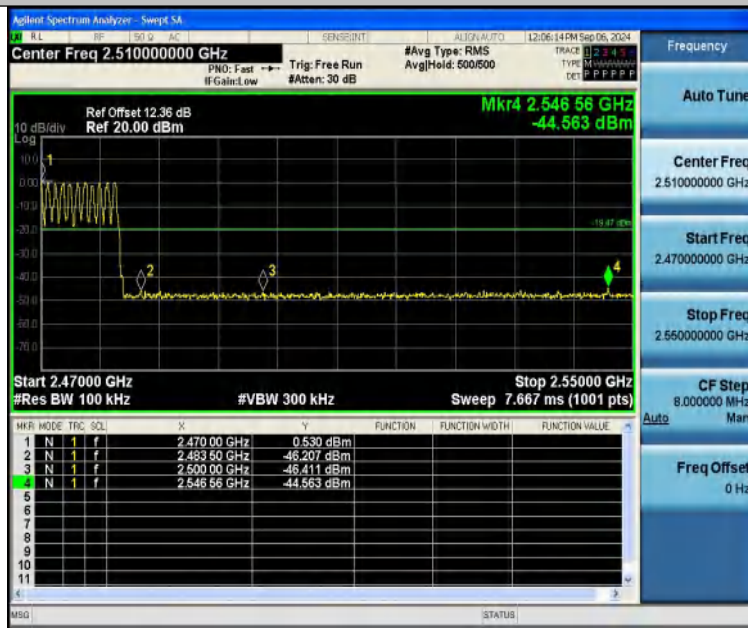 Agilent Spectrum Analyzer - Swept SA
RL RF 50 Ω AC SENSE:INT ALIGN AUTO 12:06:14 PM Sep 06, 2024
Center Freq 2.510000000 GHz
PNO: Fast
IFGain:Low
Trig: Free Run
#Atten: 30 dB
#Avg Type: RMS
Avg|Hold: 500/500
TRACE 1 2 3 4 5
TYPE M
DET P P P P P P
Ref Offset 12.36 dB
10 dB/div Ref 20.00 dBm
Log
Mkr4 2.546 56 GHz
-44.563 dBm
10.0
0.00
-20.0
-30.0
-40.0
-70.0
1
2
3
4
-19.47 dBm
Start 2.47000 GHz Stop 2.55000 GHz
#Res BW 100 kHz #VBW 300 kHz Sweep 7.667 ms (1001 pts)
MKR MODE TRC SCL X Y FUNCTION FUNCTION WIDTH FUNCTION VALUE
1 N 1 f 2.470 00 GHz 0.530 dBm
2 N 1 f 2.483 50 GHz -46.207 dBm
3 N 1 f 2.500 00 GHz -46.411 dBm
4 N 1 f 2.546 56 GHz -44.563 dBm
5
6
7
8
9
10
11
MSG STATUS
Frequency
Auto Tune
Center Freq
2.510000000 GHz
Start Freq
2.470000000 GHz
Stop Freq
2.550000000 GHz
CF Step
8.000000 MHz
Auto Man
Freq Offset
0 Hz